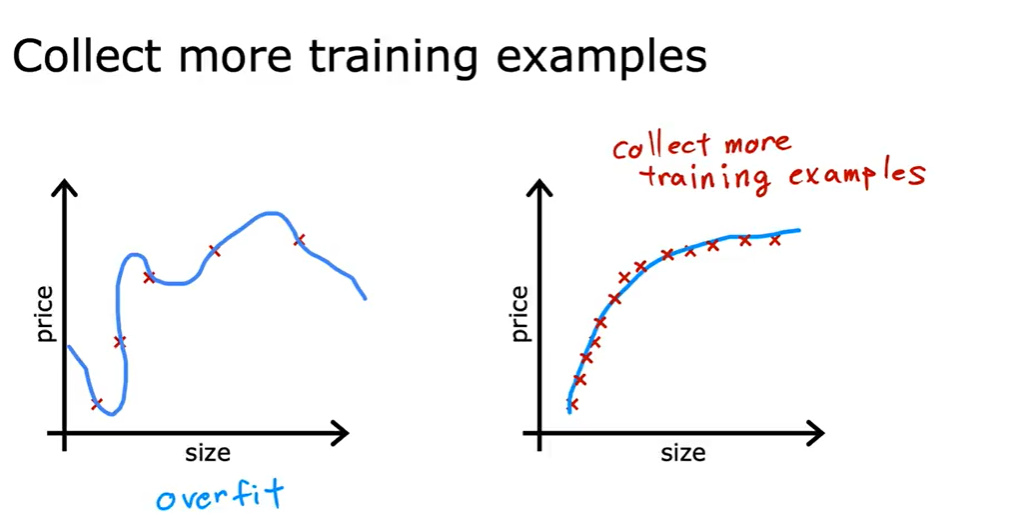 Collect more training examples
collect more
training examples
price
size
overfit
price
size